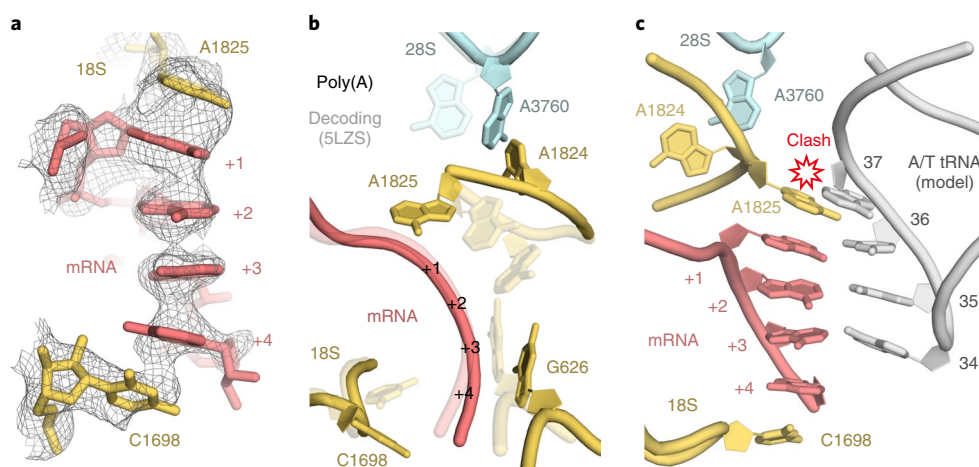 a
A1825
18S
+1
+2
mRNA
+3
+4
b
28S
Poly(A)
Decoding
(5LZS)
A3760
A1824
A1825
+1
+2
mRNA
+3
18S
+4
G626
C1698
c
28S
A1824
A3760
Clash
37
A/T tRNA
(model)
A1825
36
+1
+2
35
mRNA
+3
34
+4
18S
C1698